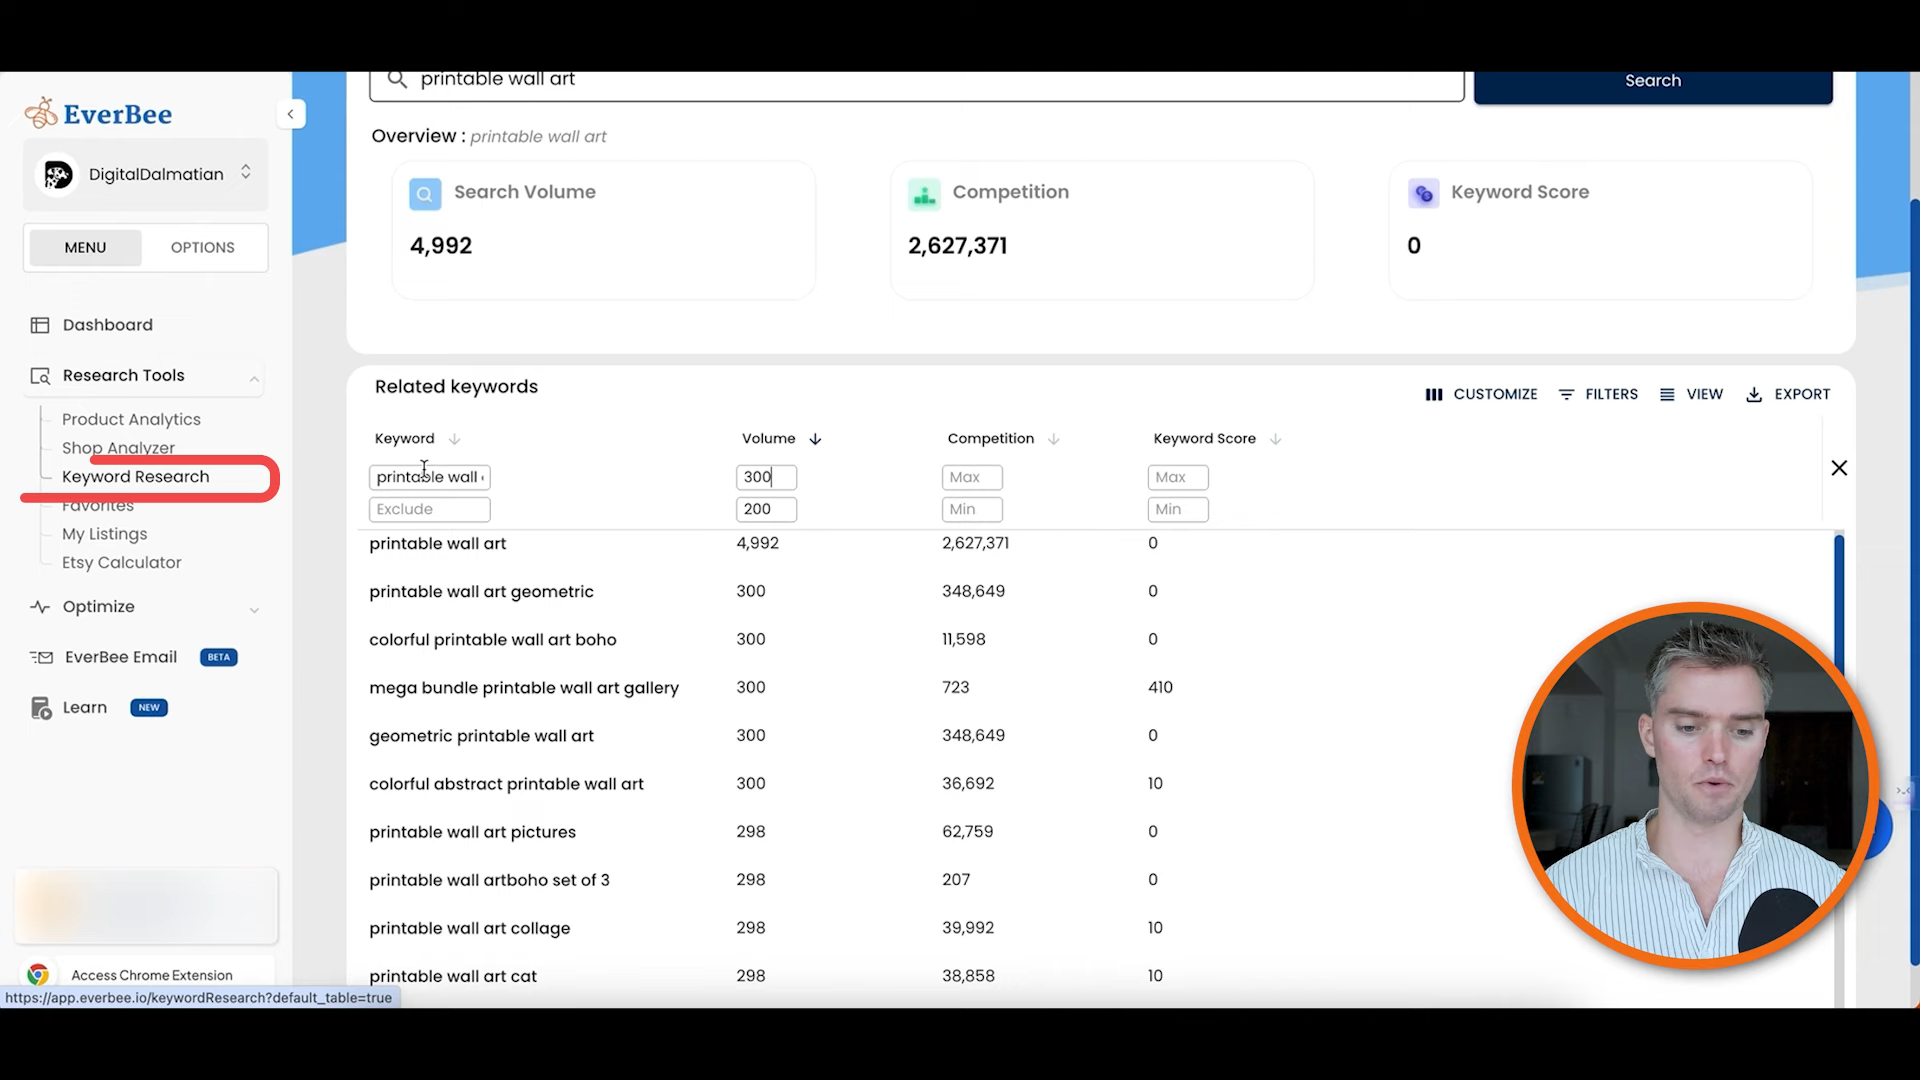 printable wall art
Search
EverBee
Overview : printable wall art
DigitalDalmatian
Search Volume
Competition
Keyword Score
4,992
2,627,371
0
MENU
OPTIONS
Dashboard
Research Tools
Product Analytics
Shop Analyzer
Keyword Research
Favorites
My Listings
Etsy Calculator
Optimize
EverBee Email BETA
Learn NEW
Access Chrome Extension
https://app.everbee.io/keywordResearch?default_table=true
Related keywords
CUSTOMIZE FILTERS VIEW EXPORT
Keyword Volume Competition Keyword Score
printable wall 300 Max Max
Exclude 200 Min Min
printable wall art 4,992 2,627,371 0
printable wall art geometric 300 348,649 0
colorful printable wall art boho 300 11,598 0
mega bundle printable wall art gallery 300 723 410
geometric printable wall art 300 348,649 0
colorful abstract printable wall art 300 36,692 10
printable wall art pictures 298 62,759 0
printable wall artboho set of 3 298 207 0
printable wall art collage 298 39,992 10
printable wall art cat 298 38,858 10